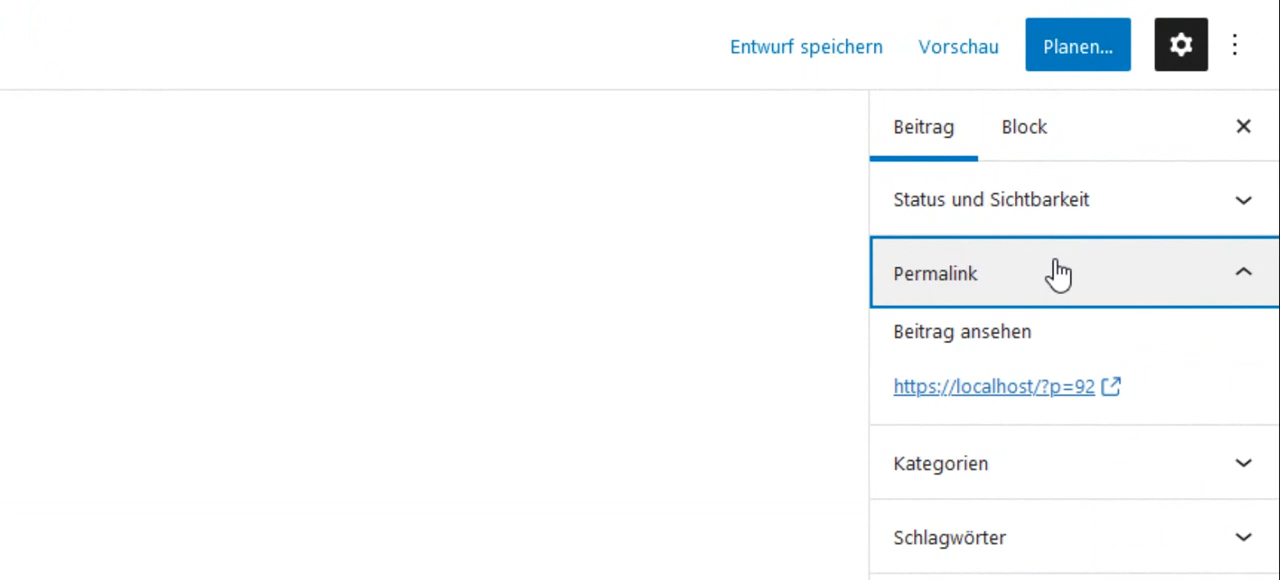 Entwurf speichern Vorschau Planen...
Beitrag Block
Status und Sichtbarkeit
Permalink
Beitrag ansehen
https://localhost/?p=92
Kategorien
Schlagwörter